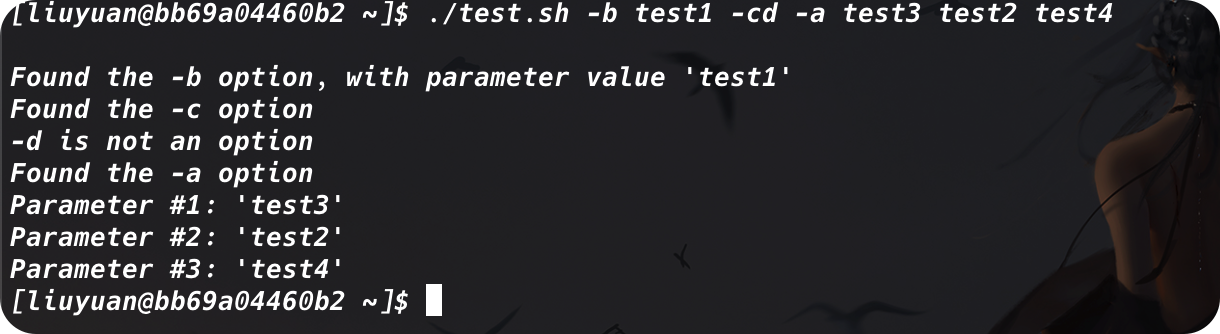 [liuyuan@bb69a04460b2 ~]$ ./test.sh -b test1 -cd -a test3 test2 test4
Found the -b option, with parameter value 'test1'
Found the -c option
-d is not an option
Found the -a option
Parameter #1: 'test3'
Parameter #2: 'test2'
Parameter #3: 'test4'
[liuyuan@bb69a04460b2 ~]$